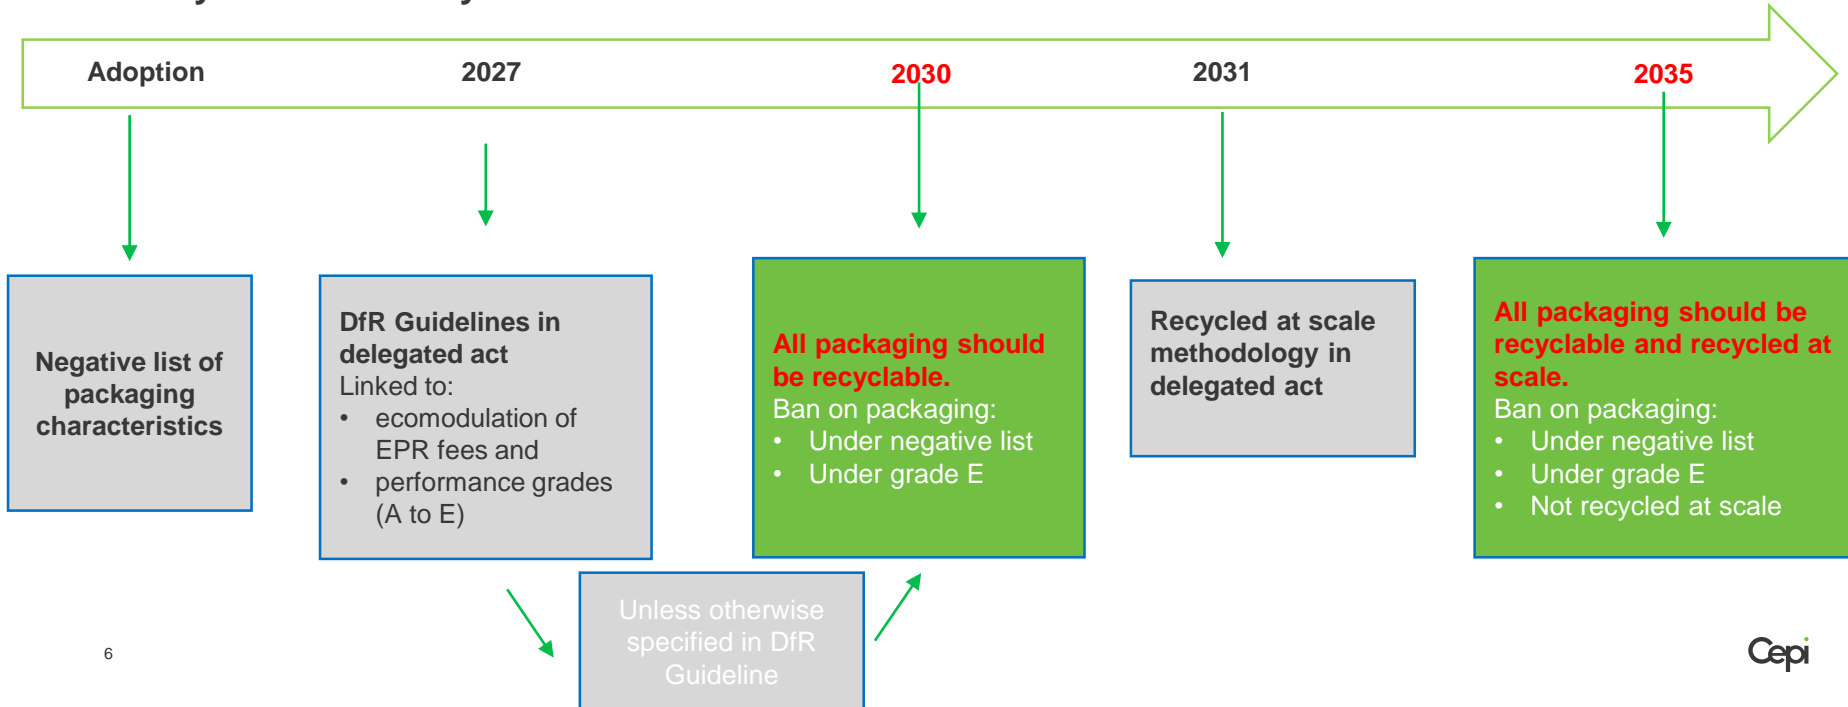 Adoption
2027
2030
2031
2035
Negative list of
packaging
characteristics
DfR Guidelines in
delegated act
Linked to:
• ecomodulation of
EPR fees and
• performance grades
(A to E)
Unless otherwise
specified in DfR
Guideline
All packaging should
be recyclable.
Ban on packaging:
• Under negative list
• Under grade E
Recycled at scale
methodology in
delegated act
All packaging should be
recyclable and recycled at
scale.
Ban on packaging:
• Under negative list
• Under grade E
• Not recycled at scale
6
Cepi